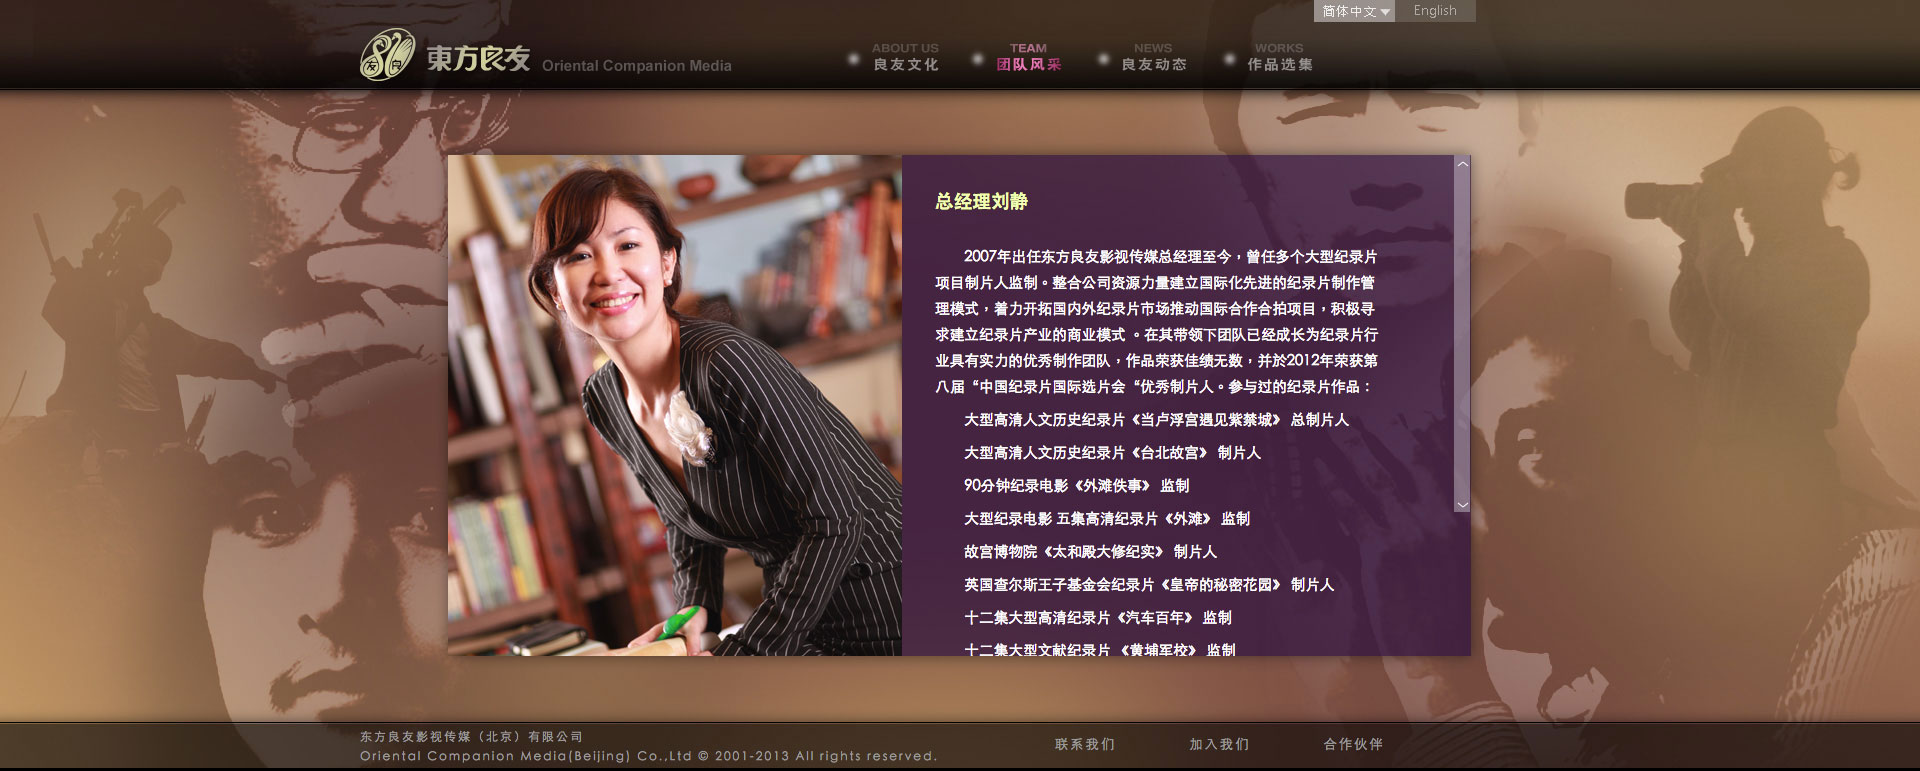 简体中文 English
東方良友 Oriental Companion Media
友 良
ABOUT US TEAM NEWS WORKS
良友文化 团队风采 良友动态 作品选集
总经理刘静
2007年出任东方良友影视传媒总经理至今，曾任多个大型纪录片
项目制片人监制。整合公司资源力量建立国际化先进的纪录片制作管
理模式，着力开拓国内外纪录片市场推动国际合作合拍项目，积极寻
求建立纪录片产业的商业模式 。在其带领下团队已经成长为纪录片行
业具有实力的优秀制作团队，作品荣获佳绩无数，并於2012年荣获第
八届“中国纪录片国际选片会“优秀制片人。参与过的纪录片作品：
大型高清人文历史纪录片《当卢浮宫遇见紫禁城》 总制片人
大型高清人文历史纪录片《台北故宫》 制片人
90分钟纪录电影《外滩佚事》 监制
大型纪录电影 五集高清纪录片《外滩》 监制
故宫博物院《太和殿大修纪实》 制片人
英国查尔斯王子基金会纪录片《皇帝的秘密花园》 制片人
十二集大型高清纪录片《汽车百年》 监制
十二集大型文献纪录片 《黄埔军校》 监制
东方良友影视传媒（北京）有限公司
Oriental Companion Media(Beijing) Co.,Ltd © 2001-2013 All rights reserved.
联系我们 加入我们 合作伙伴